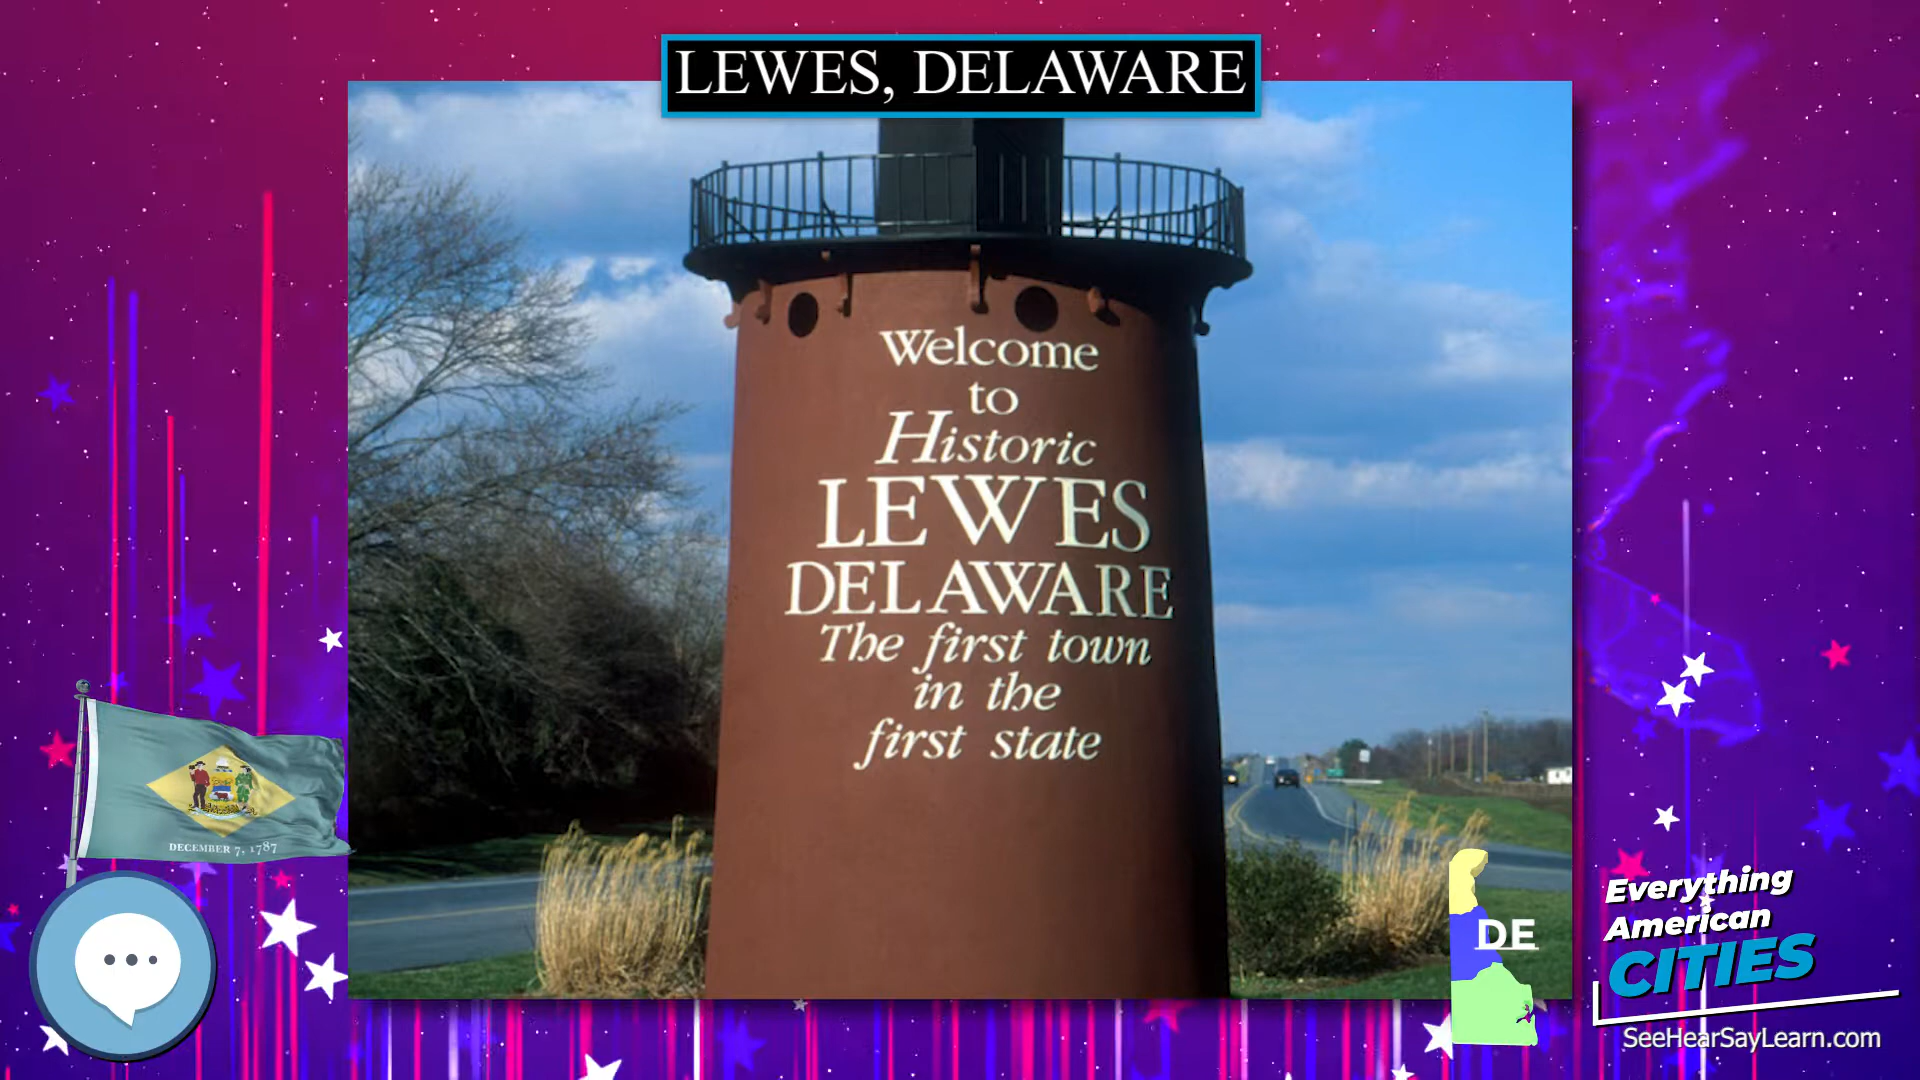 LEWES, DELAWARE
Welcome
to
Historic
LEWES
DELAWARE
The first town
in the
first state
DECEMBER 7, 1787
DE
Everything
American
CITIES
SeeHearSayLearn.com